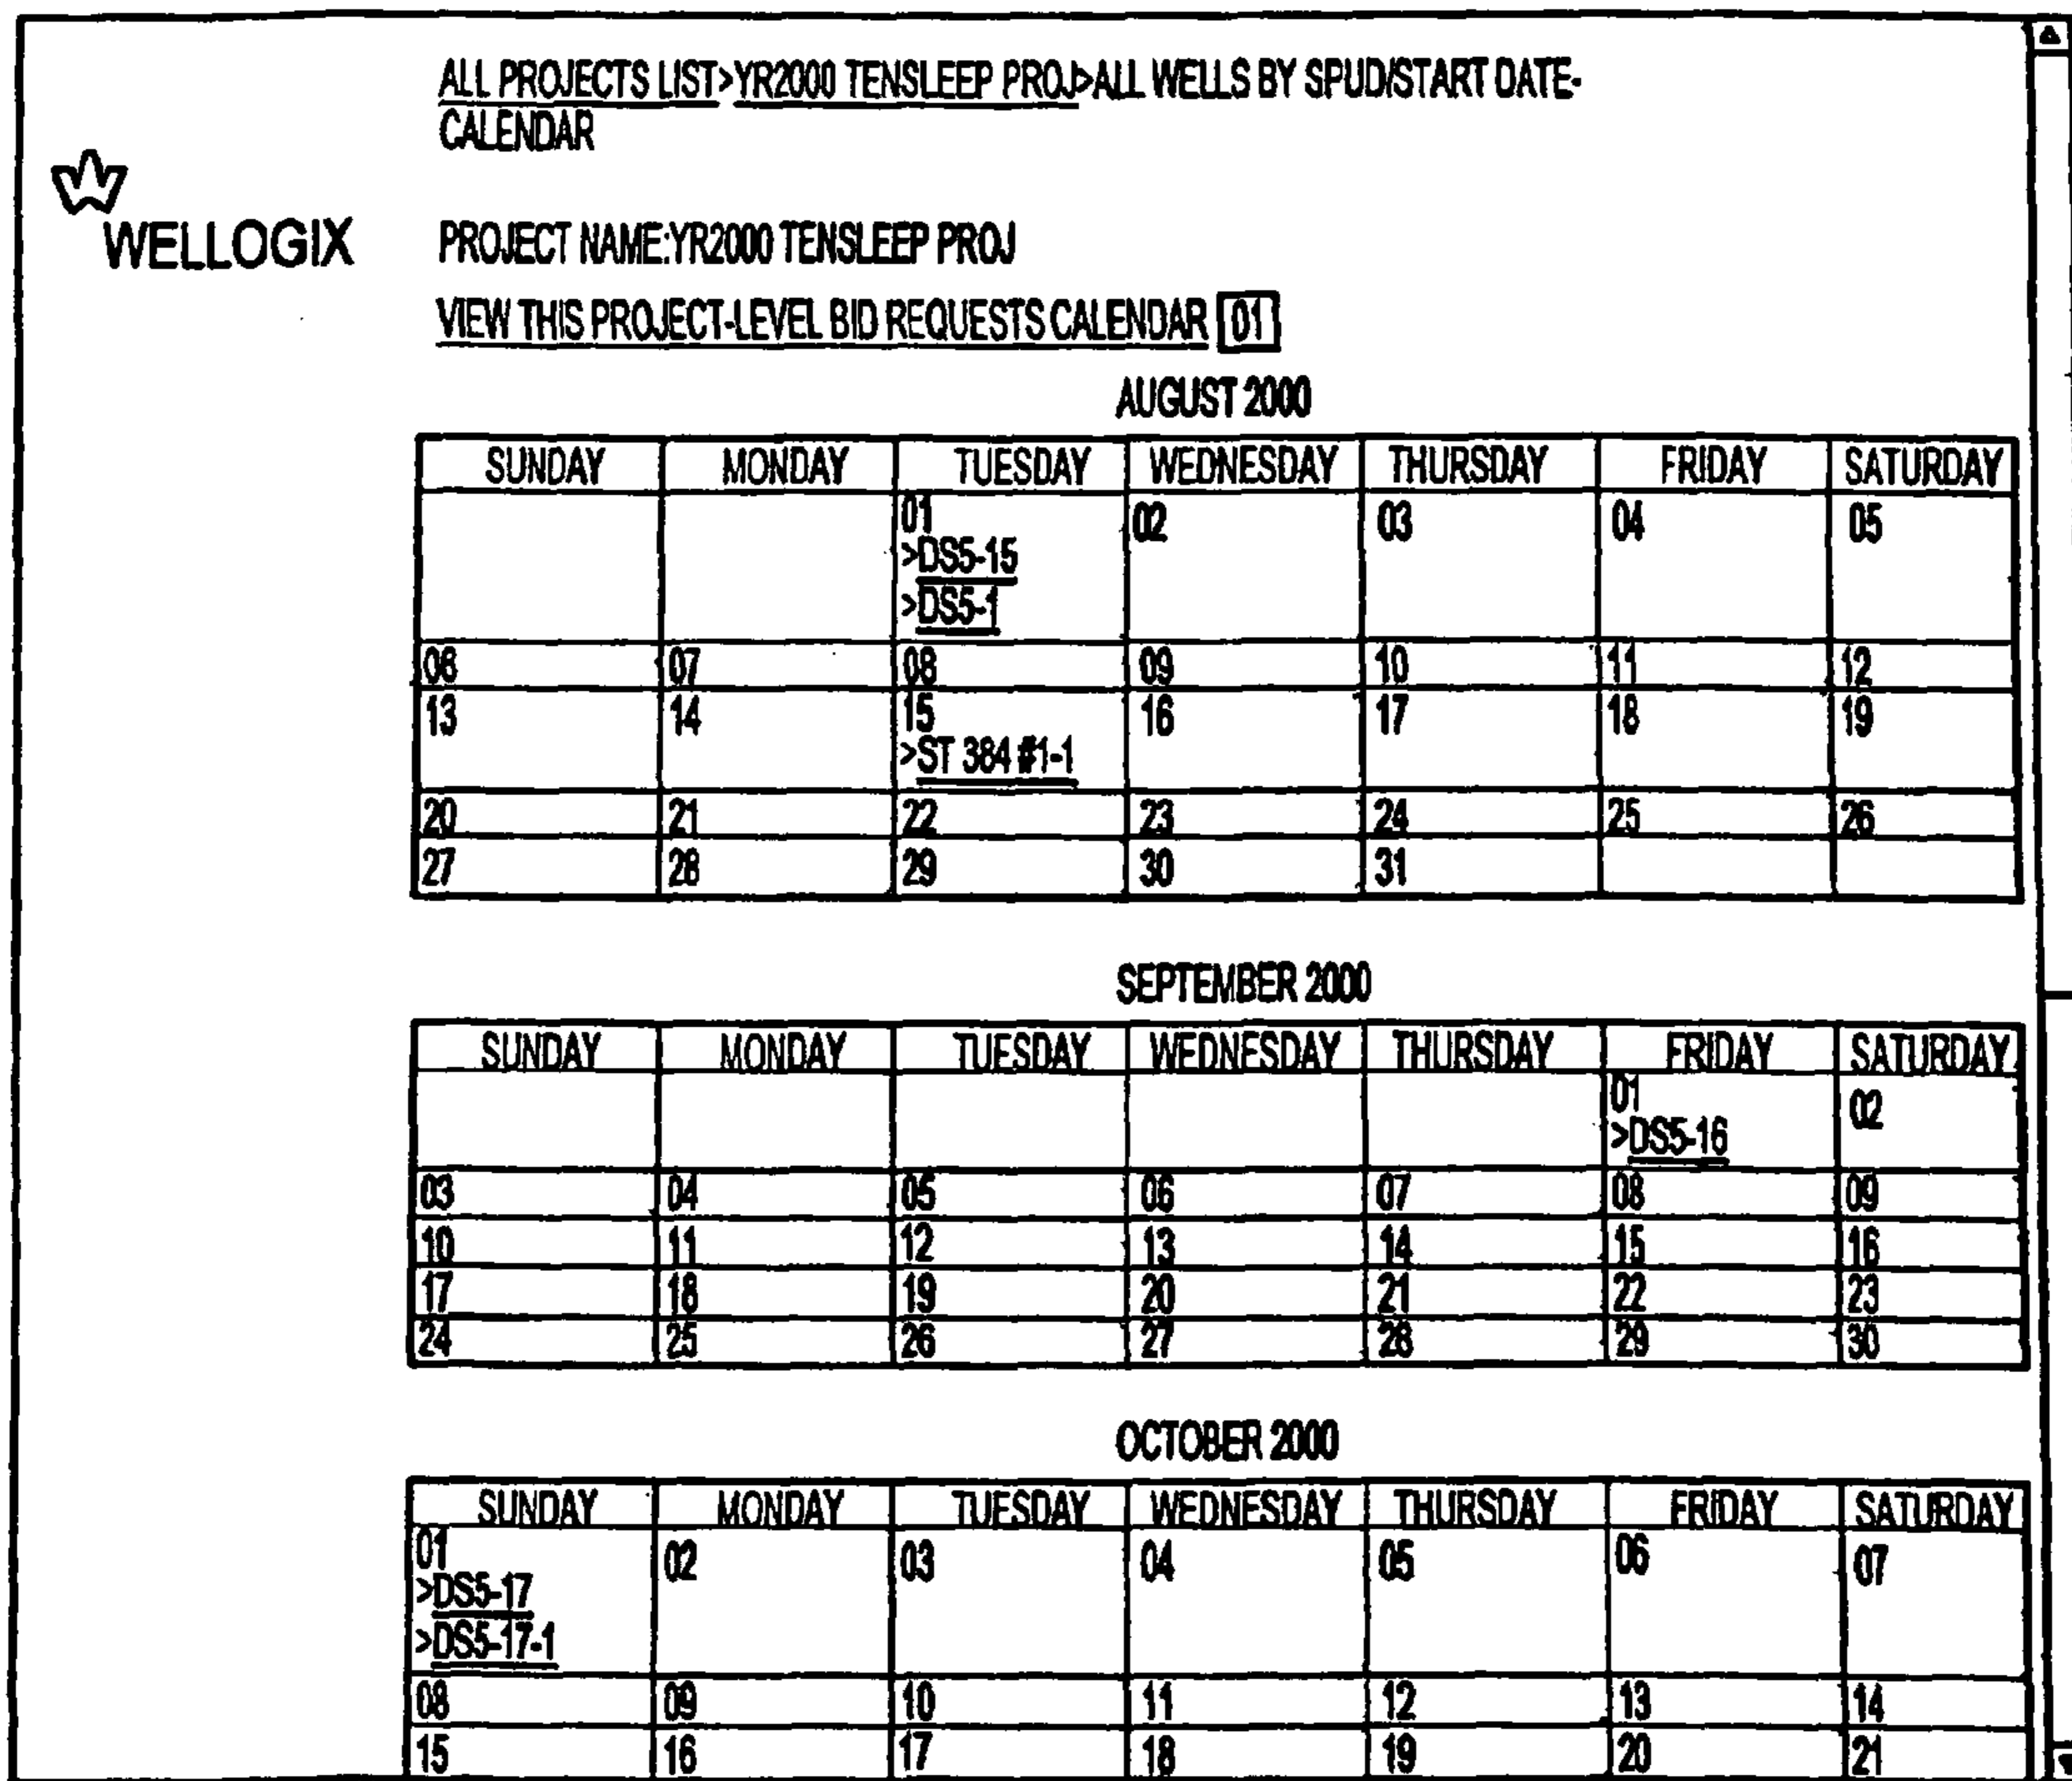 ALL PROJECTS LIST>YR2000 TENSLEEP PROJ>ALL WELLS BY SPUD/START DATE-
CALENDAR
WELLOGIX
PROJECT NAME:YR2000 TENSLEEP PROJ
VIEW THIS PROJECT-LEVEL BID REQUESTS CALENDAR 01
AUGUST 2000
SUNDAY MONDAY TUESDAY WEDNESDAY THURSDAY FRIDAY SATURDAY
01 02 03 04 05
>DS5-15
>DS5-1
06 07 08 09 10 11 12
13 14 15 16 17 18 19
>ST 384 #1-1
20 21 22 23 24 25 26
27 28 29 30 31
SEPTEMBER 2000
SUNDAY MONDAY TUESDAY WEDNESDAY THURSDAY FRIDAY SATURDAY
01 02
>DS5-16
03 04 05 06 07 08 09
10 11 12 13 14 15 16
17 18 19 20 21 22 23
24 25 26 27 28 29 30
OCTOBER 2000
SUNDAY MONDAY TUESDAY WEDNESDAY THURSDAY FRIDAY SATURDAY
01 02 03 04 05 06 07
>DS5-17
>DS5-17-1
08 09 10 11 12 13 14
15 16 17 18 19 20 21